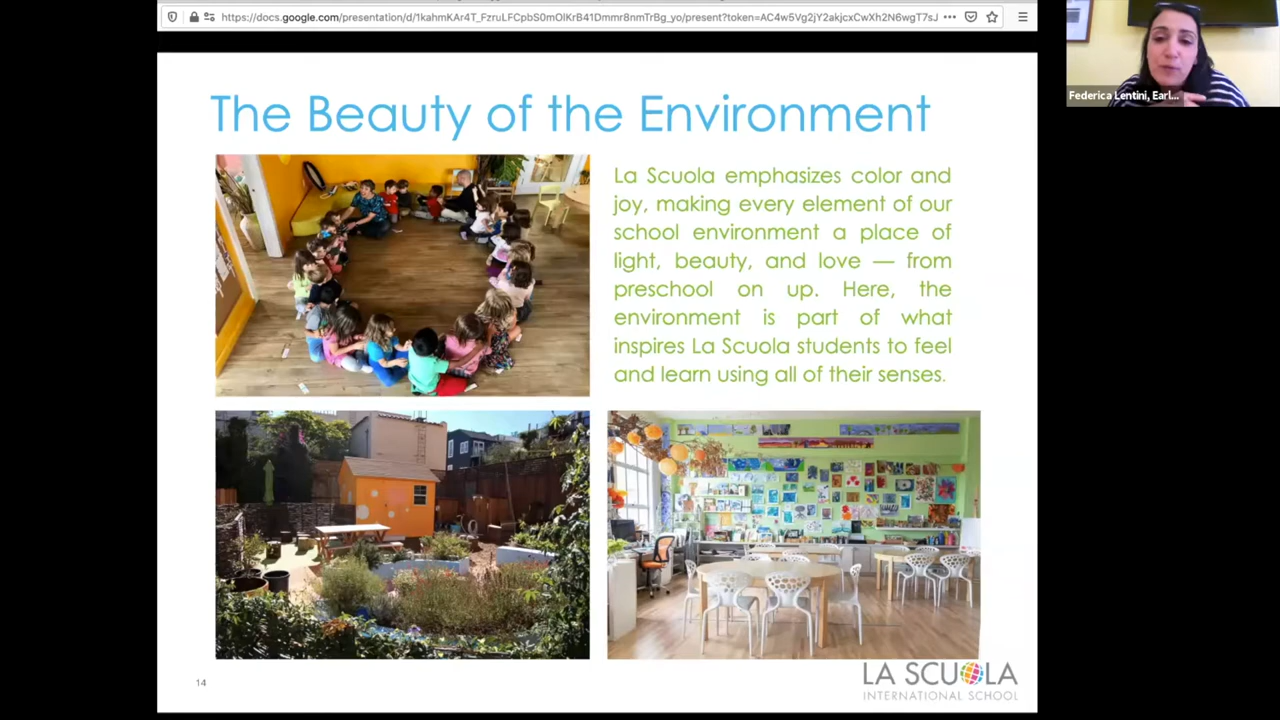 https://docs.google.com/presentation/d/1kahmKAr4T_FzruLFCpbS0mOlKrB41Dmmr8nmTrBg_yo/present?token=AC4w5Vg2jY2akjcxCwXh2N6wgT7sJ
Federica Lentini, Earl...
The Beauty of the Environment
La Scuola emphasizes color and
joy, making every element of our
school environment a place of
light, beauty, and love — from
preschool on up. Here, the
environment is part of what
inspires La Scuola students to feel
and learn using all of their senses.
14
LA SCUOLA
INTERNATIONAL SCHOOL